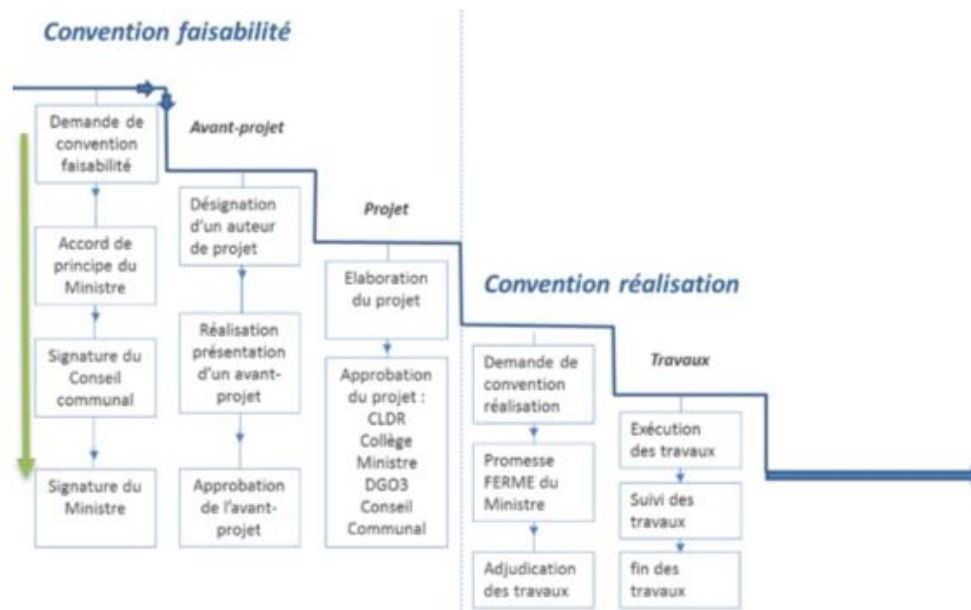 Convention faisabilité
Demande de
convention
faisabilité
Accord de
principe du
Ministre
Signature du
Conseil
communal
Signature du
Ministre
Avant-projet
Désignation
d'un auteur
de projet
Réalisation
présentation
d'un avant-
projet
Approbation
de l'avant-
projet
Projet
Elaboration
du projet
Approbation
du projet :
CLDR
Collège
Ministre
DGO3
Conseil
Communal
Convention réalisation
Demande de
convention
réalisation
Promesse
FERME du
Ministre
Adjudication
des travaux
Travaux
Exécution
des travaux
Suivi des
travaux
fin des
travaux